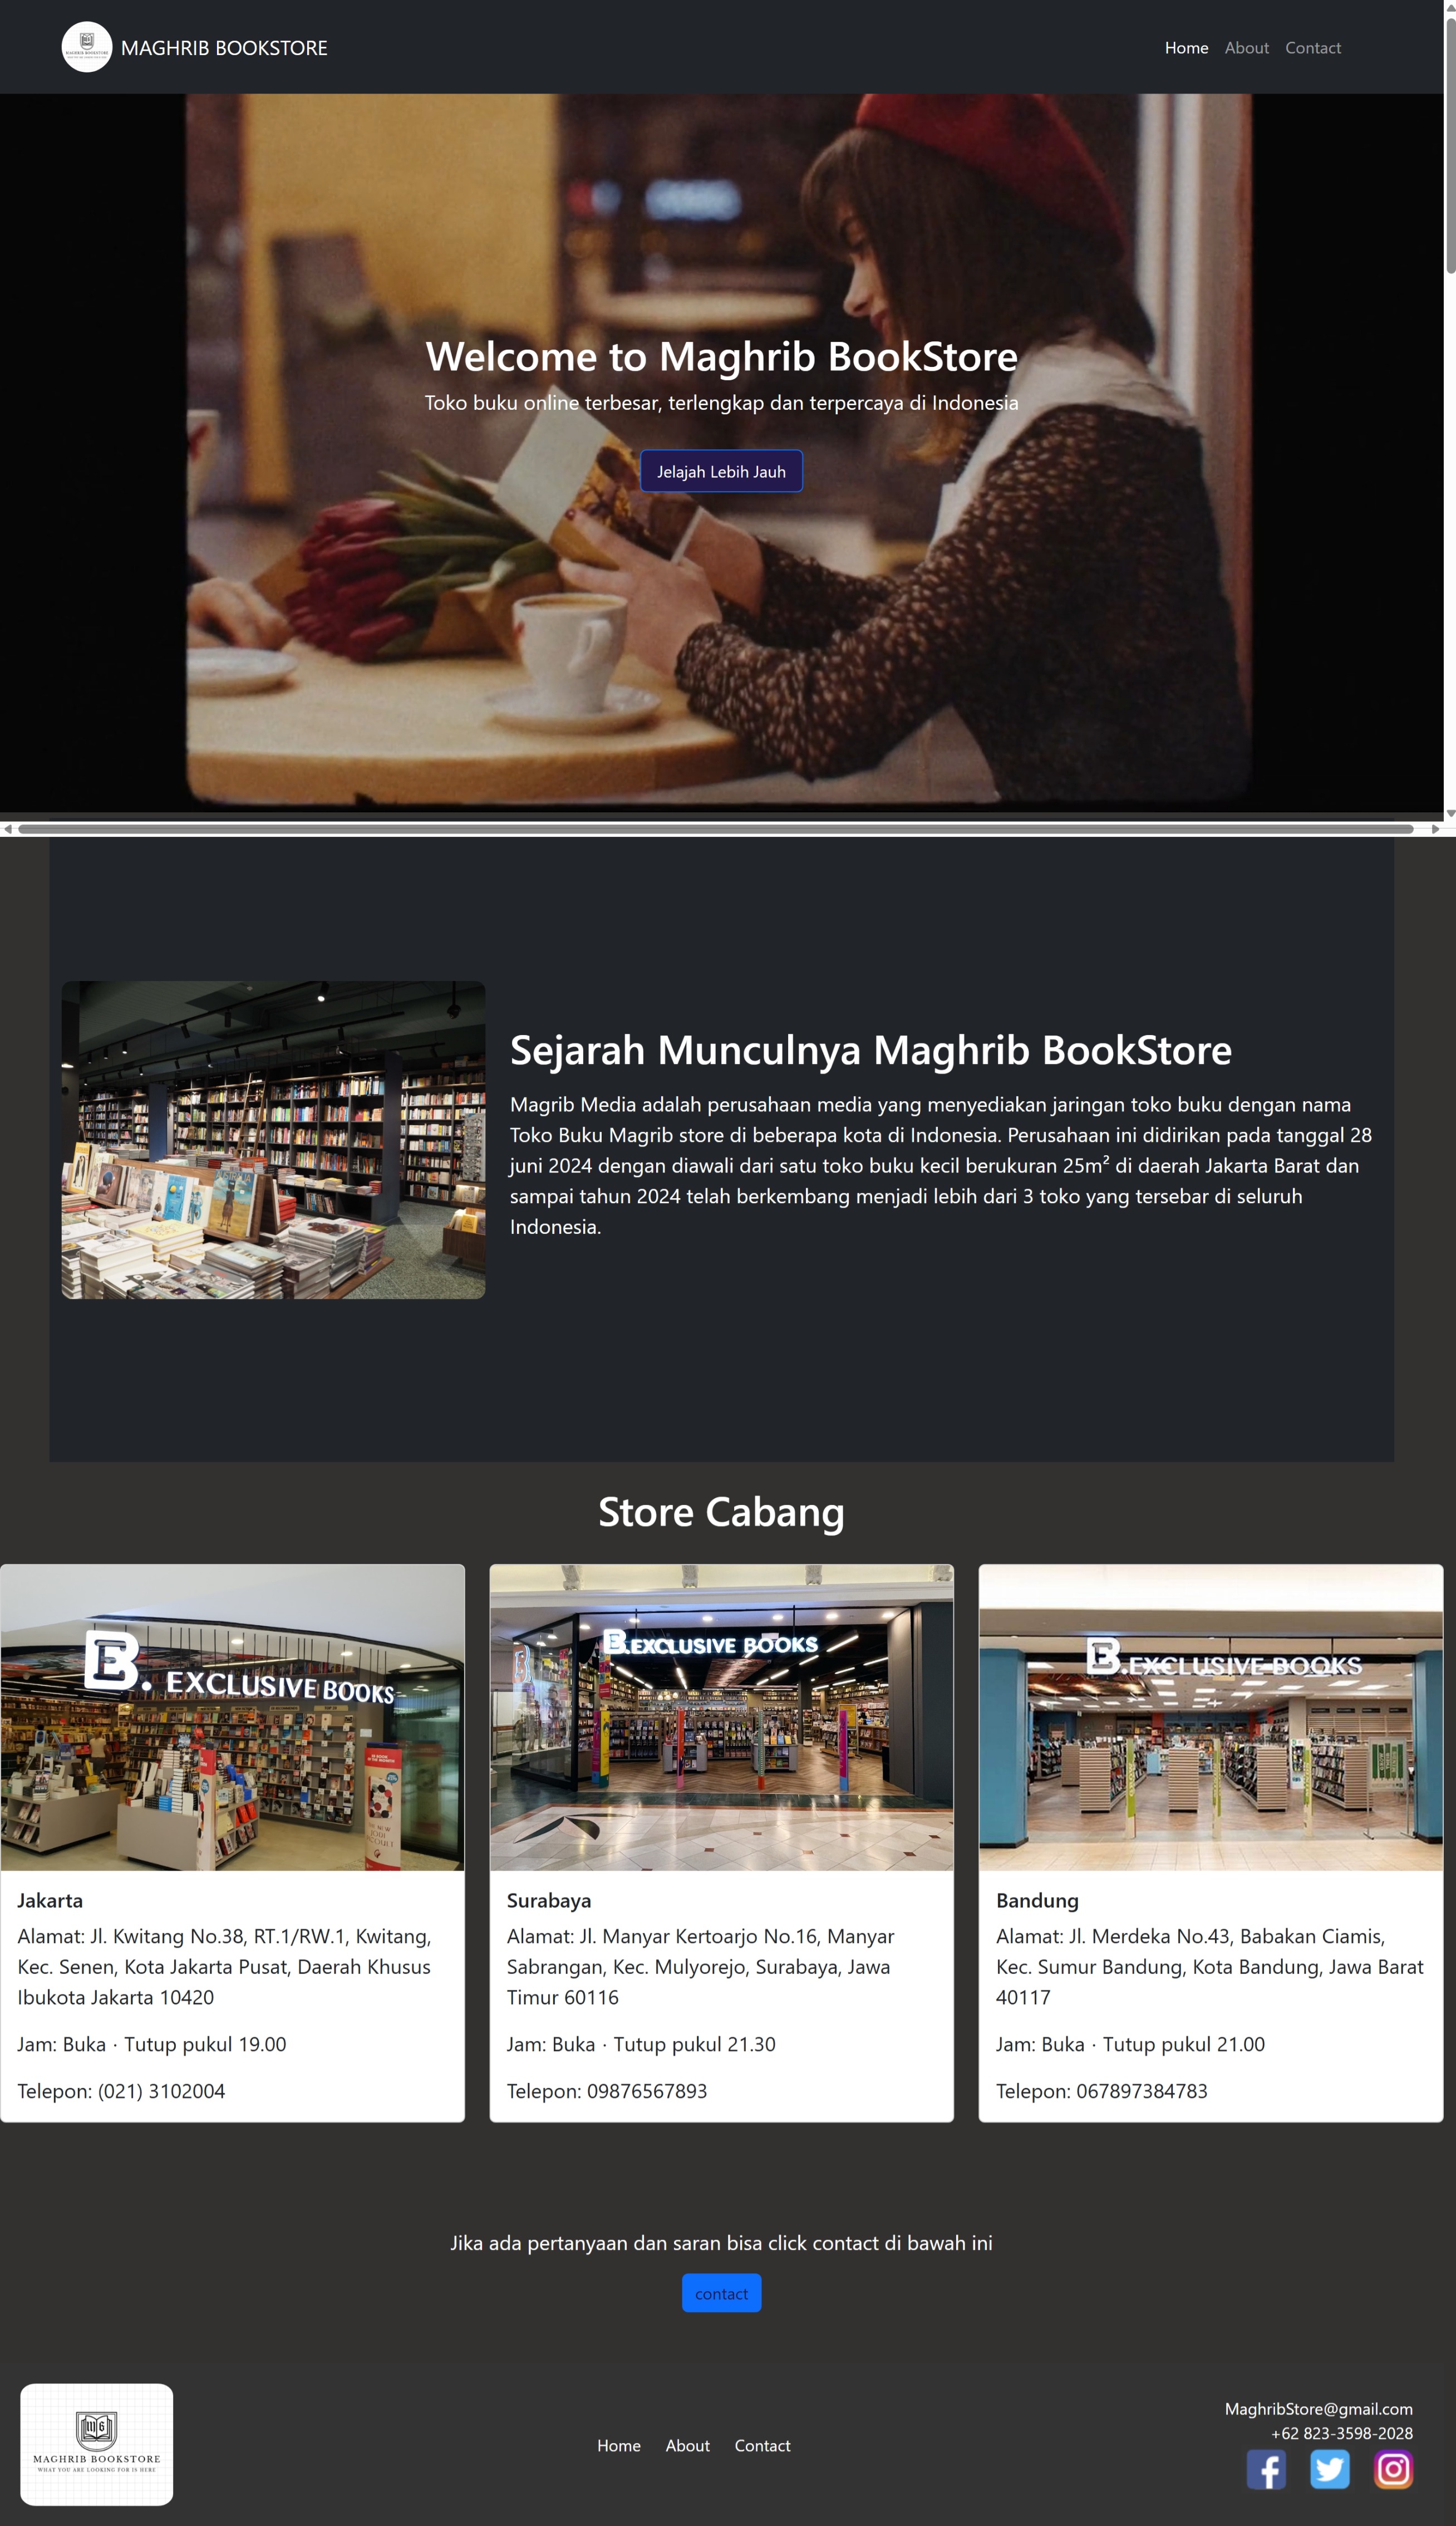 MAGHRIB BOOKSTORE
Home About Contact
Welcome to Maghrib BookStore
Toko buku online terbesar, terlengkap dan terpercaya di Indonesia
Jelajah Lebih Jauh
Sejarah Munculnya Maghrib BookStore
Magrib Media adalah perusahaan media yang menyediakan jaringan toko buku dengan nama
Toko Buku Magrib store di beberapa kota di Indonesia. Perusahaan ini didirikan pada tanggal 28
juni 2024 dengan diawali dari satu toko buku kecil berukuran 25m² di daerah Jakarta Barat dan
sampai tahun 2024 telah berkembang menjadi lebih dari 3 toko yang tersebar di seluruh
Indonesia.
Store Cabang
B. EXCLUSIVE BOOKS
B. EXCLUSIVE BOOKS
B. EXCLUSIVE BOOKS
Jakarta
Alamat: Jl. Kwitang No.38, RT.1/RW.1, Kwitang,
Kec. Senen, Kota Jakarta Pusat, Daerah Khusus
Ibukota Jakarta 10420
Jam: Buka · Tutup pukul 19.00
Telepon: (021) 3102004
Surabaya
Alamat: Jl. Manyar Kertoarjo No.16, Manyar
Sabrangan, Kec. Mulyorejo, Surabaya, Jawa
Timur 60116
Jam: Buka · Tutup pukul 21.30
Telepon: 09876567893
Bandung
Alamat: Jl. Merdeka No.43, Babakan Ciamis,
Kec. Sumur Bandung, Kota Bandung, Jawa Barat
40117
Jam: Buka · Tutup pukul 21.00
Telepon: 067897384783
Jika ada pertanyaan dan saran bisa click contact di bawah ini
contact
MAGHRIB BOOKSTORE
WHAT YOU ARE LOOKING FOR IS HERE
Home About Contact
MaghribStore@gmail.com
+62 823-3598-2028